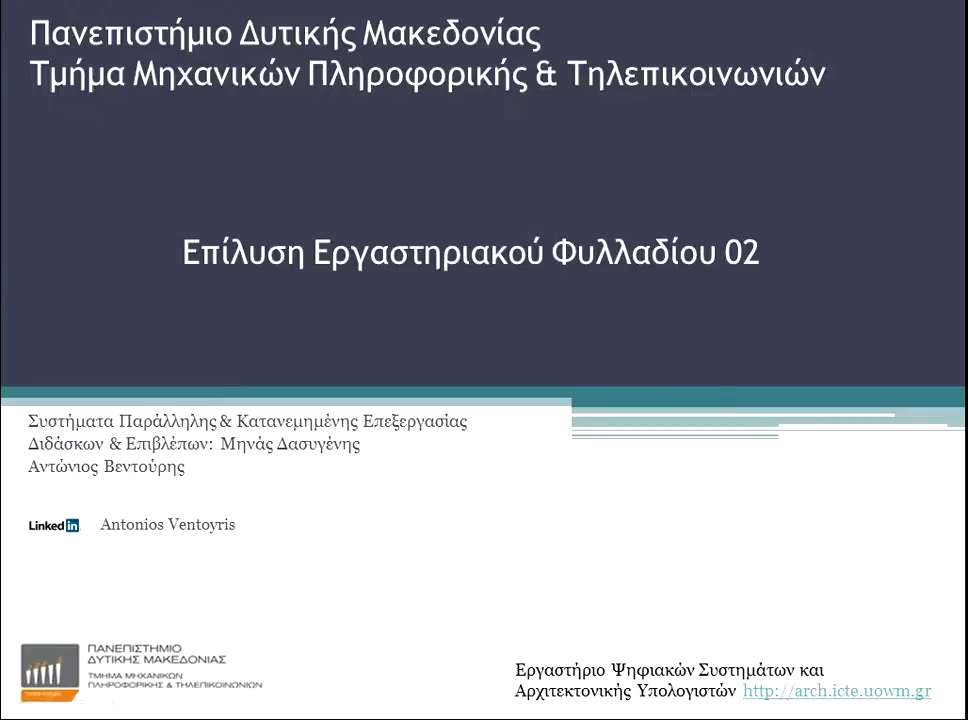 Πανεπιστήμιο Δυτικής Μακεδονίας
Τμήμα Μηχανικών Πληροφορικής & Τηλεπικοινωνιών
Επίλυση Εργαστηριακού Φυλλαδίου 02
Συστήματα Παράλληλης & Κατανεμημένης Επεξεργασίας
Διδάσκων & Επιβλέπων: Μηνάς Δασυγένης
Αντώνιος Βεντούρης
Linked in Antonios Ventoyris
ΠΑΝΕΠΙΣΤΗΜΙΟ
ΔΥΤΙΚΗΣ ΜΑΚΕΔΟΝΙΑΣ
ΤΜΗΜΑ ΜΗΧΑΝΙΚΩΝ
ΠΛΗΡΟΦΟΡΙΚΗΣ & ΤΗΛΕΠΙΚΟΙΝΩΝΙΩΝ
Εργαστήριο Ψηφιακών Συστημάτων και
Αρχιτεκτονικής Υπολογιστών http://arch.icte.uowm.gr